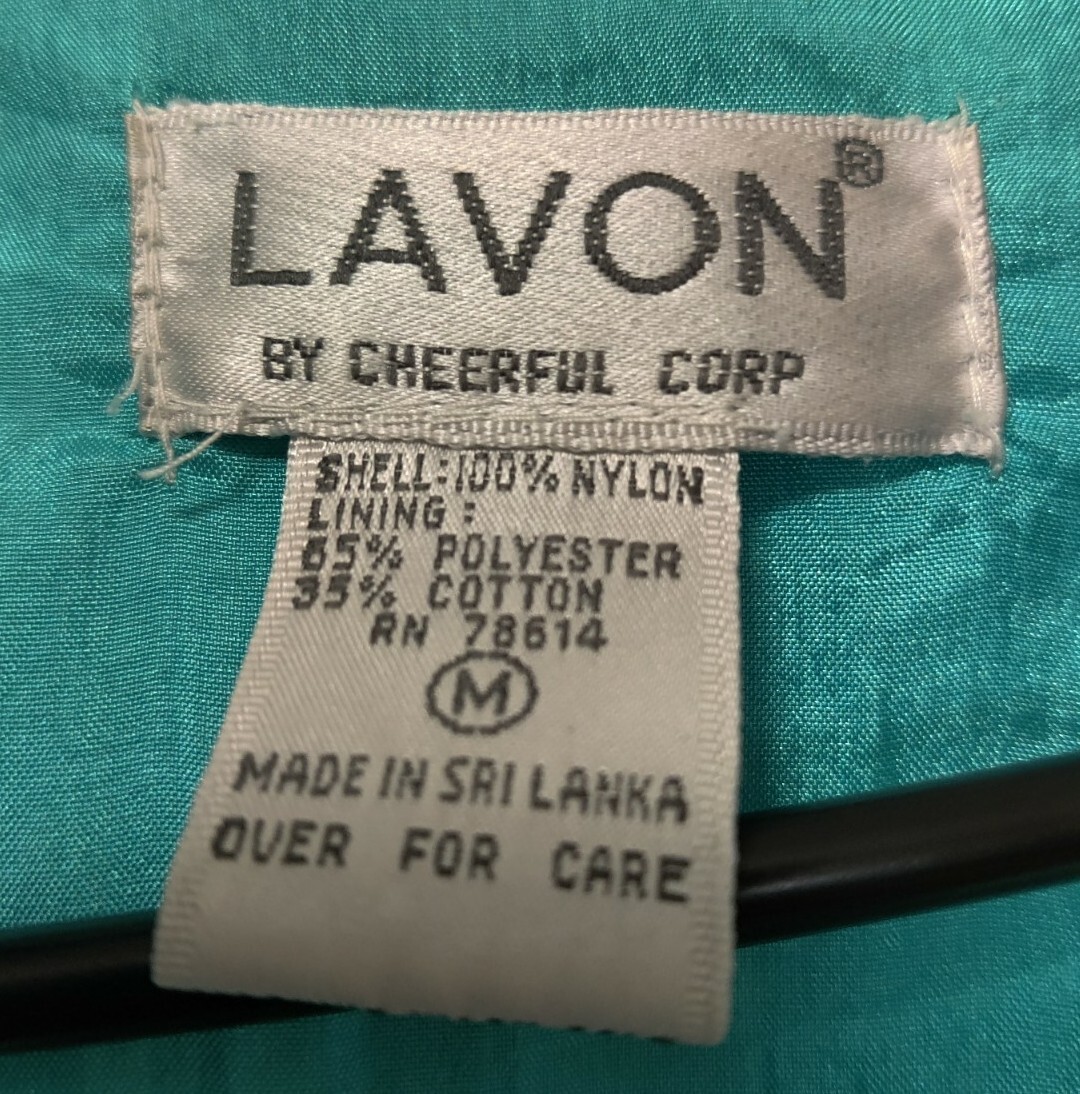 LAVON®
BY CHEERFUL CORP
SHELL:100% NYLON
LINING :
65% POLYESTER
35% COTTON
RN 78614
M
MADE IN SRI LANKA
OVER FOR CARE